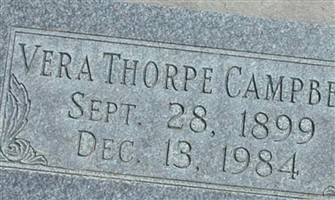 VERA THORPE CAMPBE
SEPT. 28, 1899
DEC. 13, 1984